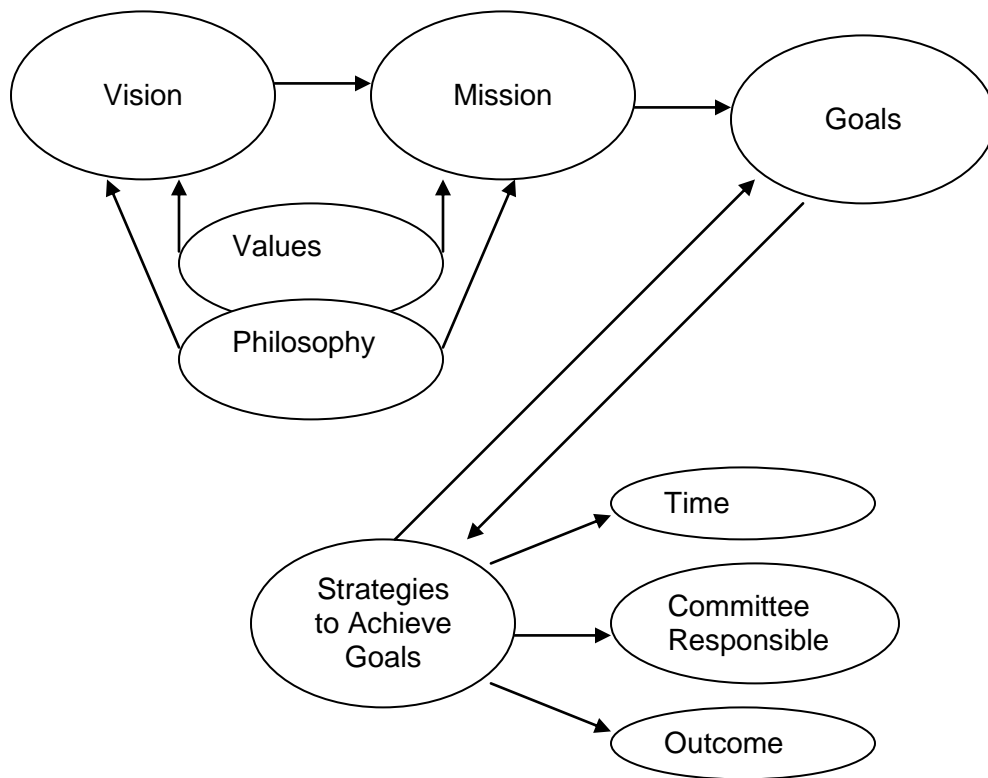 Vision
Mission
Goals
Values
Philosophy
Time
Strategies
to Achieve
Goals
Committee
Responsible
Outcome